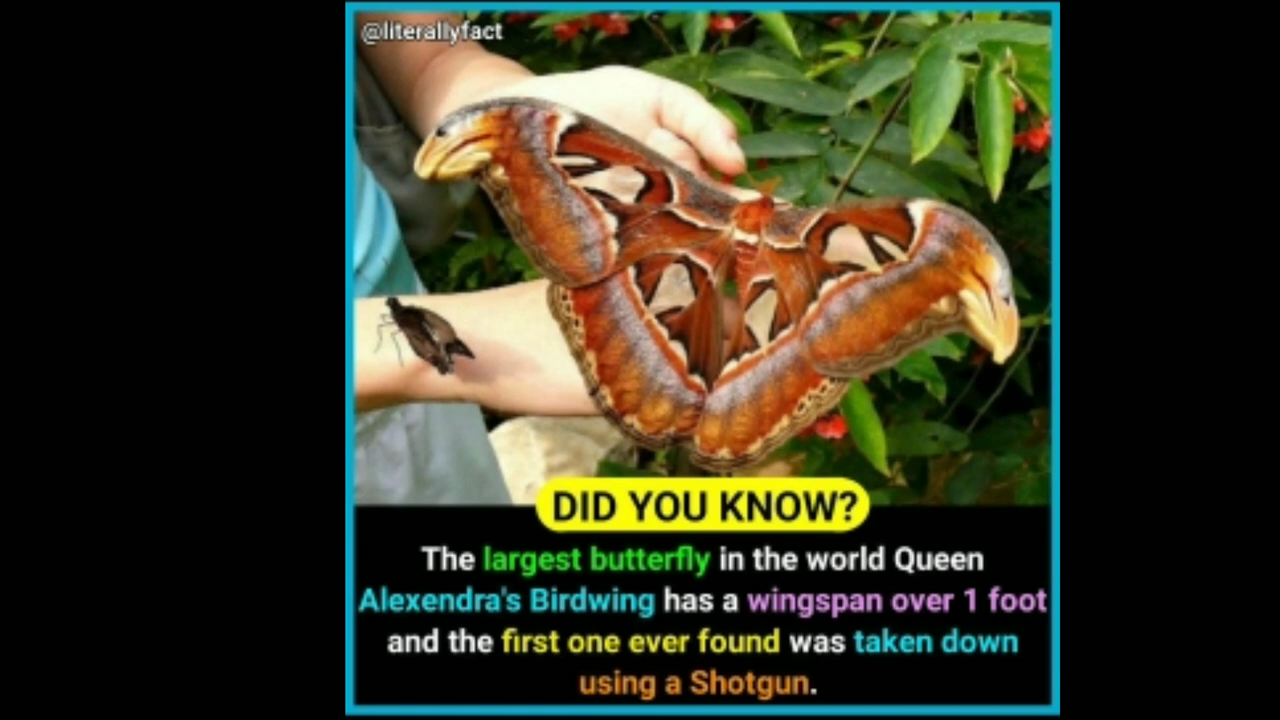 @literallyfact
DID YOU KNOW?
The largest butterfly in the world Queen
Alexendra's Birdwing has a wingspan over 1 foot
and the first one ever found was taken down
using a Shotgun.